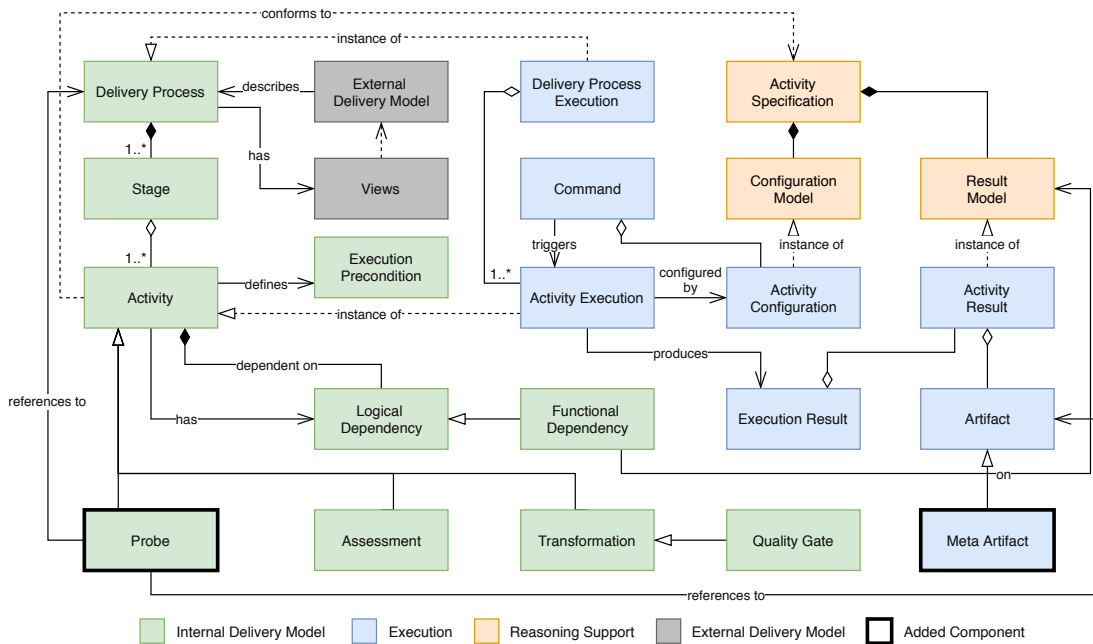 conforms to
instance of
Delivery Process
describes
External
Delivery Model
Delivery Process
Execution
Activity
Specification
1..*
has
Stage
Views
Command
Configuration
Model
Result
Model
1..*
triggers
instance of
instance of
Execution
Precondition
defines
Activity
1..*
Activity Execution
configured
by
Activity
Configuration
Activity
Result
instance of
dependent on
produces
references to
has
Logical
Dependency
Functional
Dependency
Execution Result
Artifact
on
Probe
Assessment
Transformation
Quality Gate
Meta Artifact
references to
Internal Delivery Model
Execution
Reasoning Support
External Delivery Model
Added Component